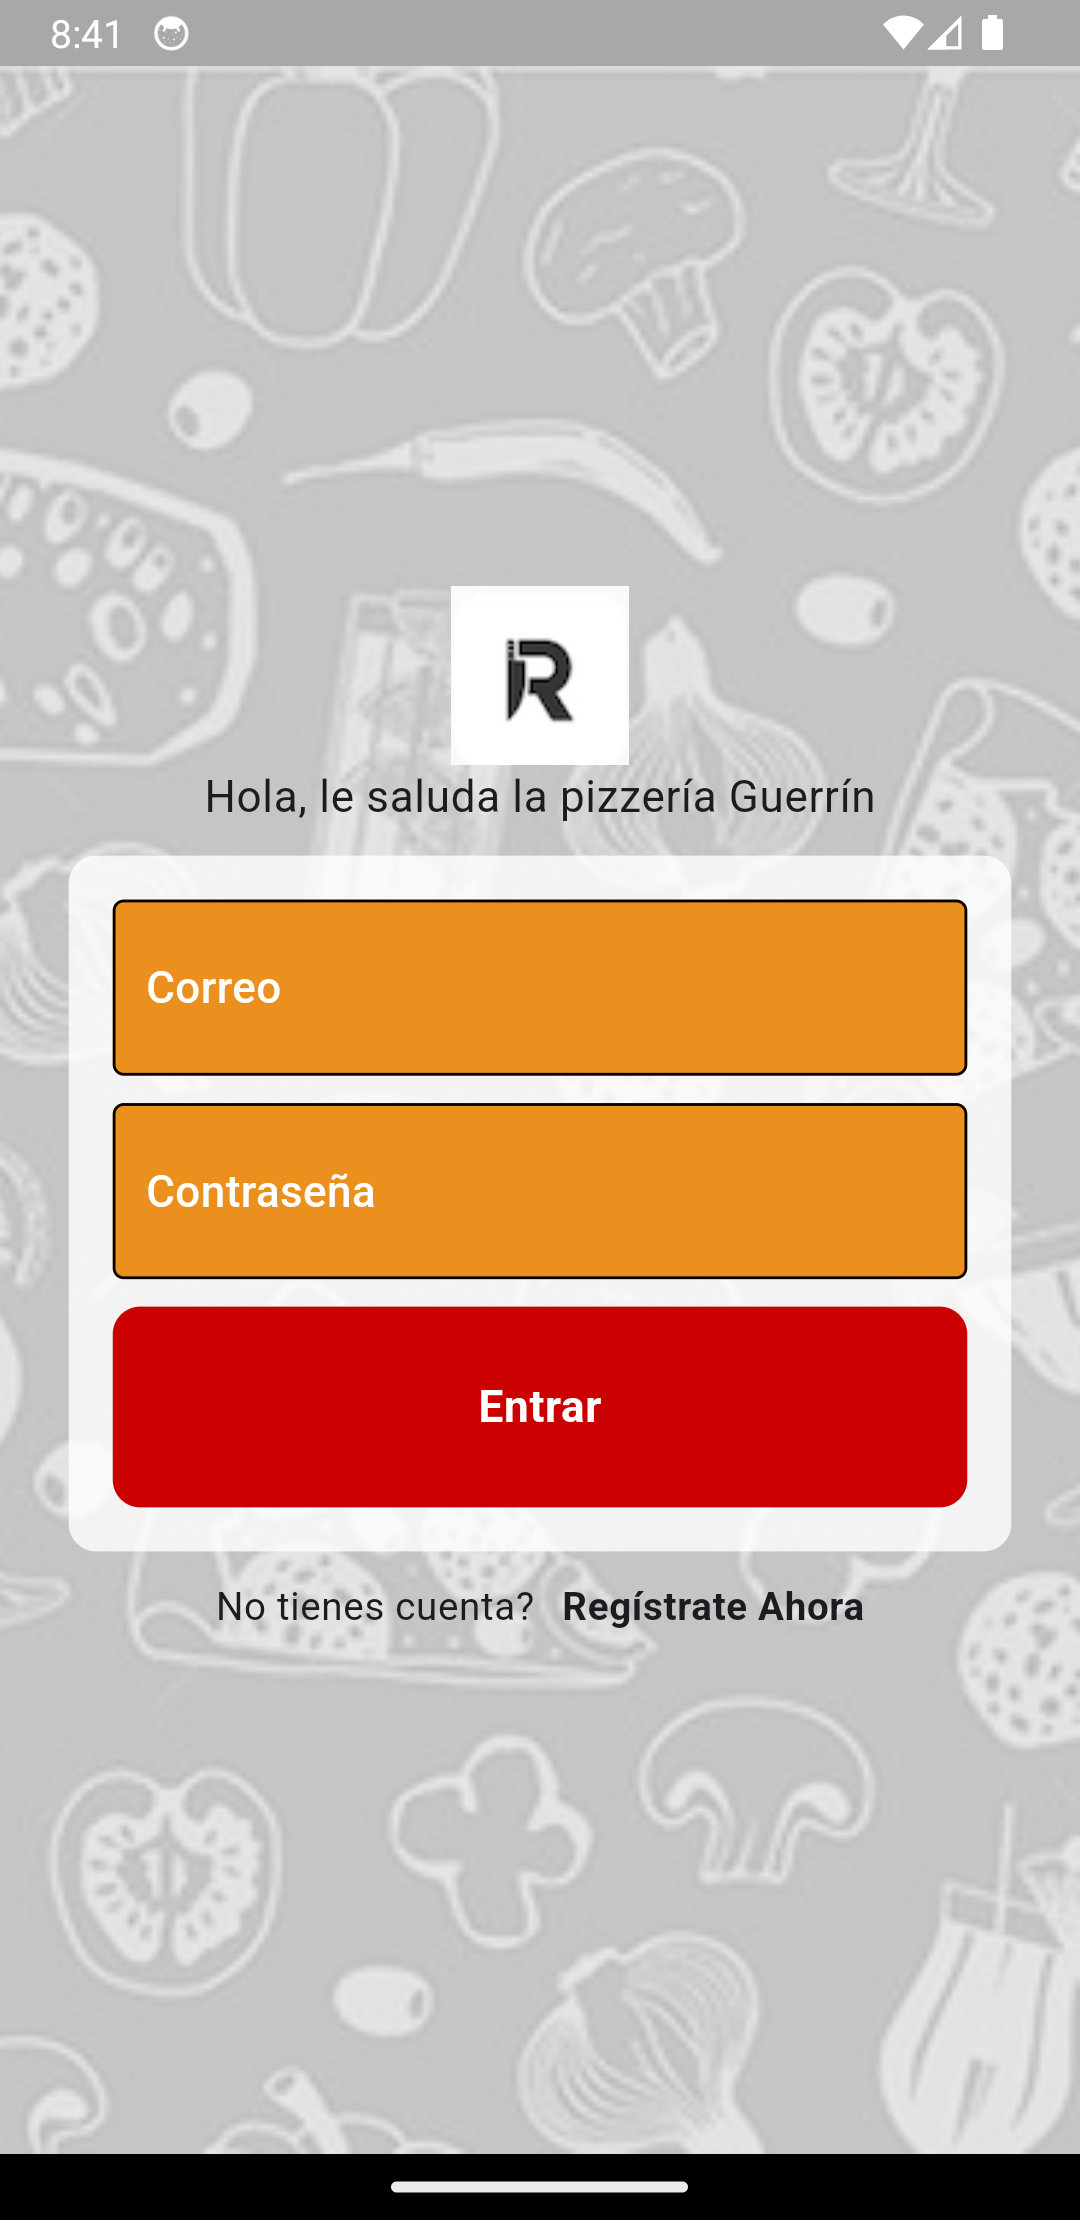 8:41
R
Hola, le saluda la pizzería Guerrín
Correo
Contraseña
Entrar
No tienes cuenta? Regístrate Ahora